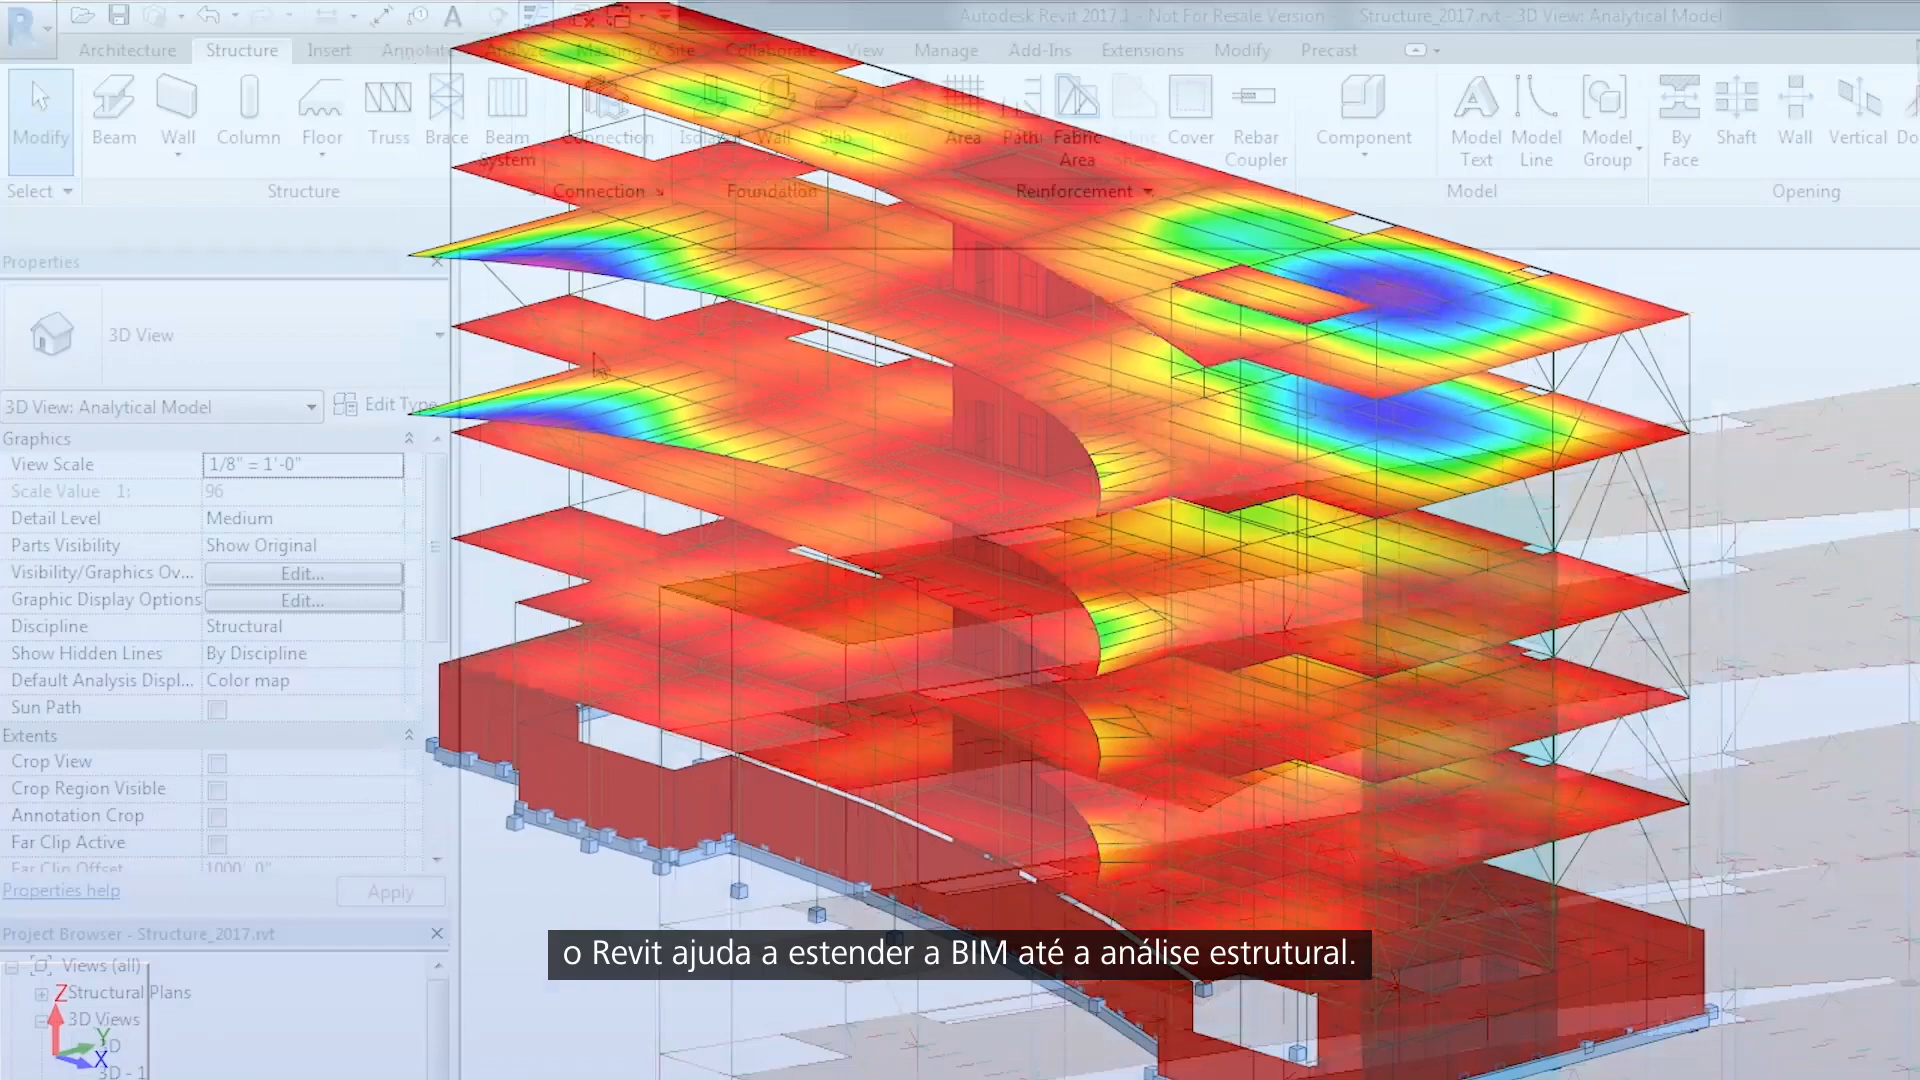 Autodesk Revit 2017.1 - Not For Resale Version    Structure_2017.rvt - 3D View: Analytical Model
Architecture Structure Insert Annotate Analyze Massing & Site Collaborate View Manage Add-Ins Extensions Modify Precast
Modify Beam Wall Column Floor Truss Brace Beam System Connection Isolated Wall Slab Area Path Fabric Area Cover Rebar Coupler Component Model Text Model Line Model Group By Face Shaft Wall Vertical
Select Structure Connection Foundation Reinforcement Model Opening
Properties
3D View
3D View: Analytical Model Edit Type
Graphics
View Scale 1/8" = 1'-0"
Scale Value 1: 96
Detail Level Medium
Parts Visibility Show Original
Visibility/Graphics Ov... Edit...
Graphic Display Options Edit...
Discipline Structural
Show Hidden Lines By Discipline
Default Analysis Displ... Color map
Sun Path
Extents
Crop View
Crop Region Visible
Annotation Crop
Far Clip Active
Far Clip Offset 1000' 0"
Properties help Apply
Project Browser - Structure_2017.rvt
Views (all)
Structural Plans
3D Views
3D
3D - 1
Z
Y
X
o Revit ajuda a estender a BIM até a análise estrutural.